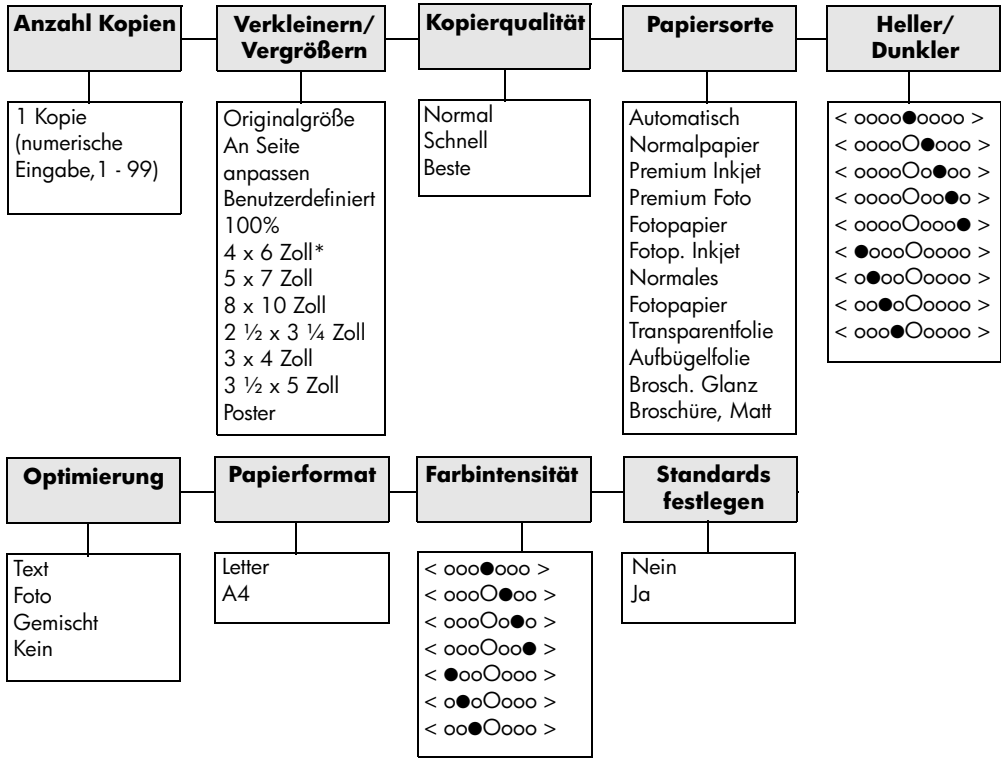 Anzahl Kopien
1 Kopie
(numerische
Eingabe,1 - 99)
Verkleinern/
Vergrößern
Originalgröße
An Seite
anpassen
Benutzerdefiniert
100%
4 x 6 Zoll*
5 x 7 Zoll
8 x 10 Zoll
2 ½ x 3 ¼ Zoll
3 x 4 Zoll
3 ½ x 5 Zoll
Poster
Kopierqualität
Normal
Schnell
Beste
Papiersorte
Automatisch
Normalpapier
Premium Inkjet
Premium Foto
Fotopapier
Fotop. Inkjet
Normales
Fotopapier
Transparentfolie
Aufbügelfolie
Brosch. Glanz
Broschüre, Matt
Heller/
Dunkler
< oooo●oooo >
< ooooO●ooo >
< ooooOo●oo >
< ooooOoo●o >
< ooooOooo● >
< ●oooOoooo >
< o●ooOoooo >
< oo●oOoooo >
< ooo●Ooooo >
Optimierung
Text
Foto
Gemischt
Kein
Papierformat
Letter
A4
Farbintensität
< ooo●ooo >
< oooO●oo >
< oooOo●o >
< oooOoo● >
< ●ooOooo >
< o●oOooo >
< oo●Oooo >
Standards
festlegen
Nein
Ja